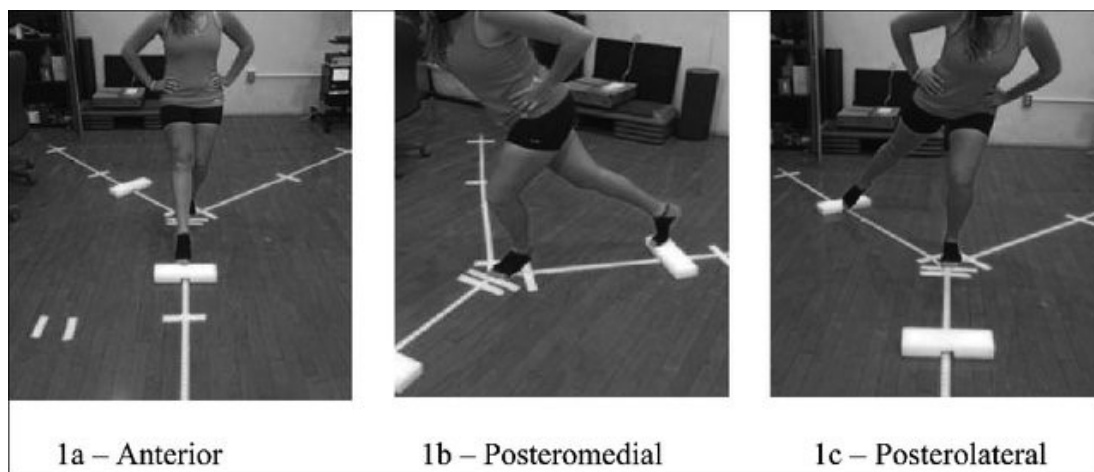 1a – Anterior
1b – Posteromedial
1c – Posterolateral